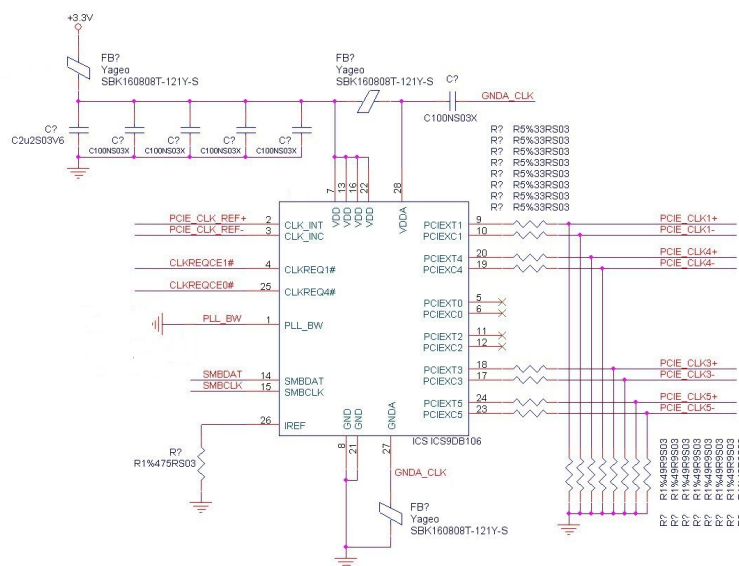 +3.3V
FB?
Yageo
SBK160808T-121Y-S
FB?
Yageo
SBK160808T-121Y-S
C?
GNDA_CLK
C100NS03X
C?
C2u2S03V6
C?
C100NS03X
C?
C100NS03X
C?
C100NS03X
C?
C100NS03X
R? R5%33RS03
R? R5%33RS03
R? R5%33RS03
R? R5%33RS03
R? R5%33RS03
R? R5%33RS03
R? R5%33RS03
R? R5%33RS03
7
13
16
22
28
VDD
VDD
VDD
VDD
VDDA
PCIE_CLK_REF+ 2 CLK_INT
PCIE_CLK_REF- 3 CLK_INC
CLKREQCE1# 4 CLKREQ1#
CLKREQCE0# 25 CLKREQ4#
PLL_BW 1 PLL_BW
SMBDAT 14 SMBDAT
SMBCLK 15 SMBCLK
26 IREF
R?
R1%475RS03
PCIEXT1 9 PCIE_CLK1+
PCIEXC1 10 PCIE_CLK1-
PCIEXT4 20 PCIE_CLK4+
PCIEXC4 19 PCIE_CLK4-
PCIEXT0 5
PCIEXC0 6
PCIEXT2 11
PCIEXC2 12
PCIEXT3 18 PCIE_CLK3+
PCIEXC3 17 PCIE_CLK3-
PCIEXT5 24 PCIE_CLK5+
PCIEXC5 23 PCIE_CLK5-
GND
GND
GNDA
ICS ICS9DB106
8
21
27
GNDA_CLK
FB?
Yageo
SBK160808T-121Y-S
R? R1%49R9S03
R? R1%49R9S03
R? R1%49R9S03
R? R1%49R9S03
R? R1%49R9S03
R? R1%49R9S03
R? R1%49R9S03